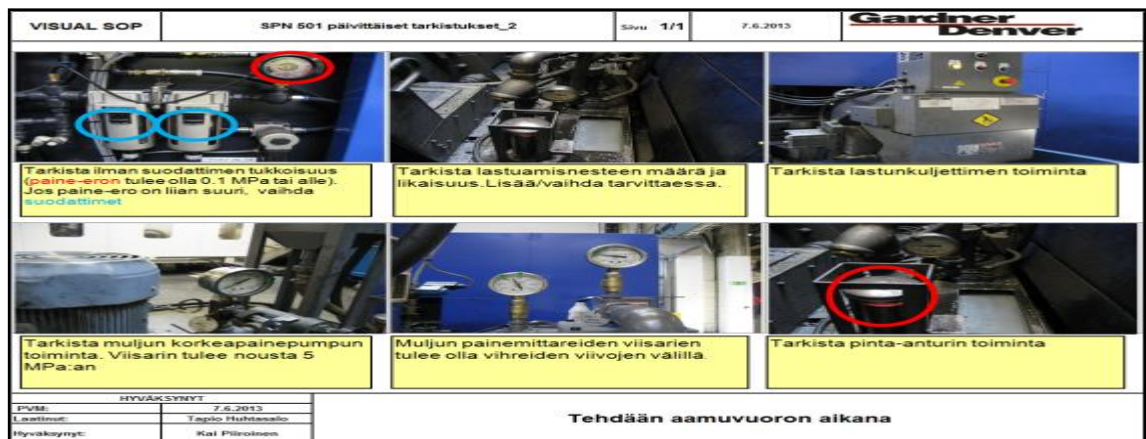 VISUAL SOP
SPN 501 päivittäiset tarkistukset_2
Sivu 1/1
7.6.2013
Gardner
Denver
Tarkista ilman suodattimen tukkoisuus
(paine-eron tulee olla 0.1 MPa tai alle).
Jos paine-ero on liian suuri, vaihda
suodattimet
Tarkista lastuamisnesteen määrä ja
likaisuus.Lisää/vaihda tarvittaessa.
Tarkista lastunkuljettimen toiminta
Tarkista muljun korkeapainepumpun
toiminta. Viisarin tulee nousta 5
MPa:an
Muljun painemittareiden viisarien
tulee olla vihreiden viivojen välillä.
Tarkista pinta-anturin toiminta
HYVÄKSYNYT
PVM: 7.6.2013
Laatinut: Tapio Huhtasalo
Hyväksynyt: Kai Piiroinen
Tehdään aamuvuoron aikana